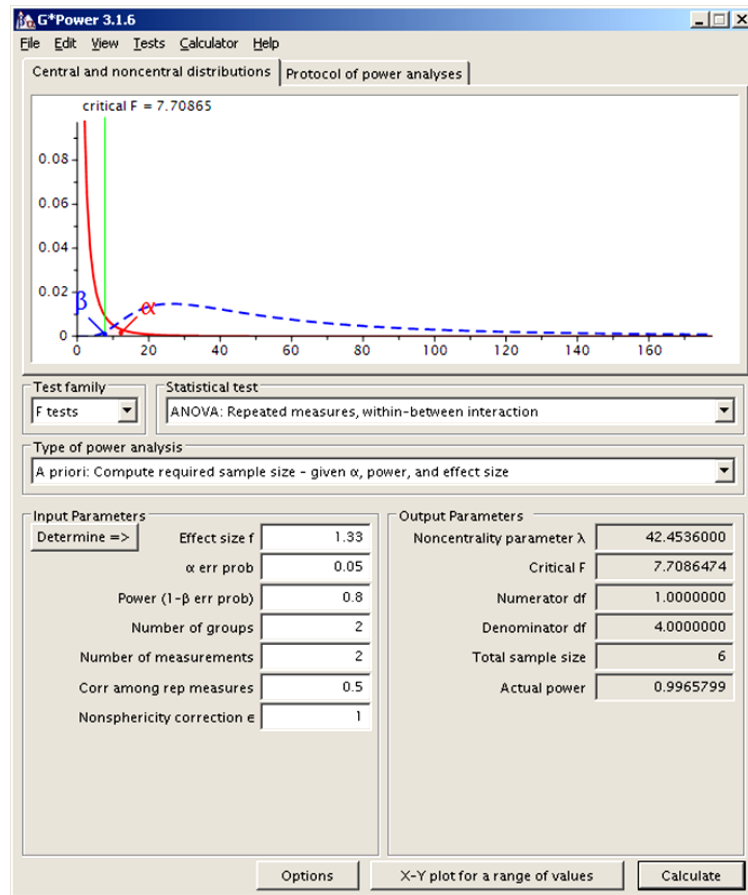 G*Power 3.1.6
File Edit View Tests Calculator Help
Central and noncentral distributions Protocol of power analyses
critical F = 7.70865
0.08
0.06
0.04
0.02
0
β α
0 20 40 60 80 100 120 140 160
Test family Statistical test
F tests ANOVA: Repeated measures, within-between interaction
Type of power analysis
A priori: Compute required sample size - given α, power, and effect size
Input Parameters Output Parameters
Determine => Effect size f 1.33 Noncentrality parameter λ 42.4536000
α err prob 0.05 Critical F 7.7086474
Power (1-β err prob) 0.8 Numerator df 1.0000000
Number of groups 2 Denominator df 4.0000000
Number of measurements 2 Total sample size 6
Corr among rep measures 0.5 Actual power 0.9965799
Nonsphericity correction ϵ 1
Options X-Y plot for a range of values Calculate